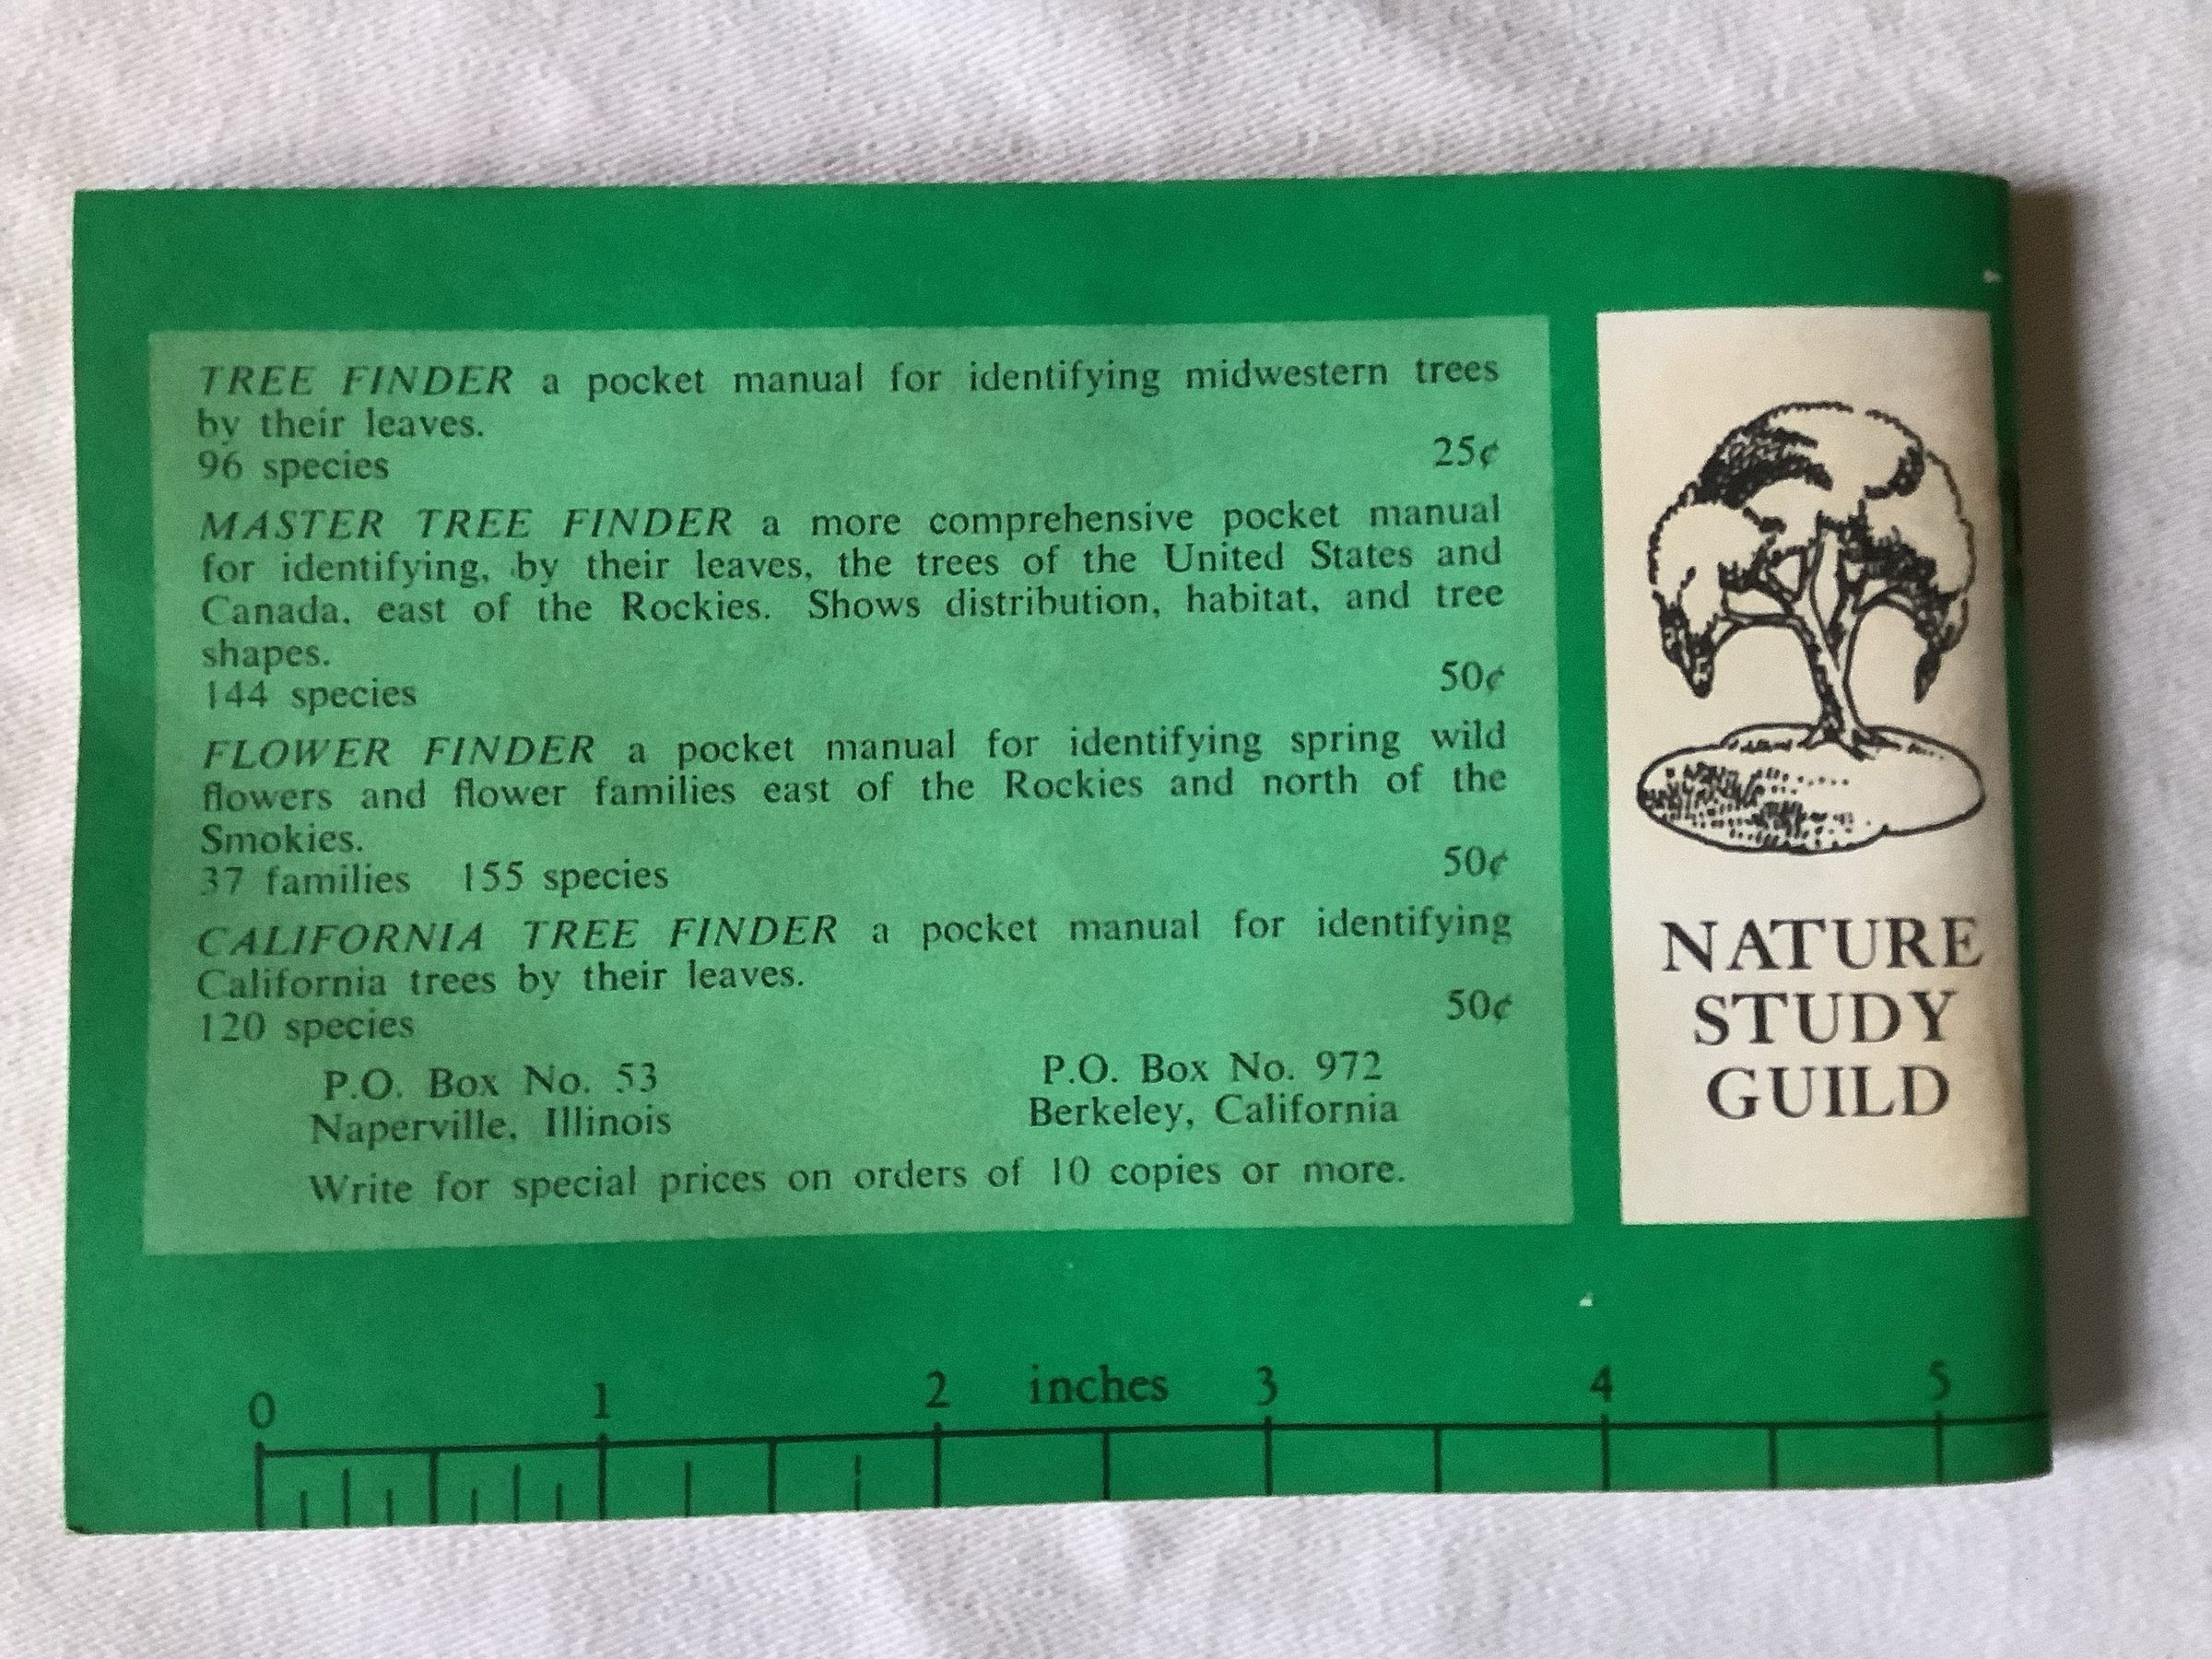 TREE FINDER a pocket manual for identifying midwestern trees
by their leaves.
96 species 25¢
MASTER TREE FINDER a more comprehensive pocket manual
for identifying, by their leaves, the trees of the United States and
Canada, east of the Rockies. Shows distribution, habitat, and tree
shapes.
144 species 50¢
FLOWER FINDER a pocket manual for identifying spring wild
flowers and flower families east of the Rockies and north of the
Smokies.
37 families 155 species 50¢
CALIFORNIA TREE FINDER a pocket manual for identifying
California trees by their leaves.
120 species 50¢
P.O. Box No. 53
Naperville, Illinois
P.O. Box No. 972
Berkeley, California
Write for special prices on orders of 10 copies or more.
NATURE
STUDY
GUILD
0 1 2 inches 3 4 5